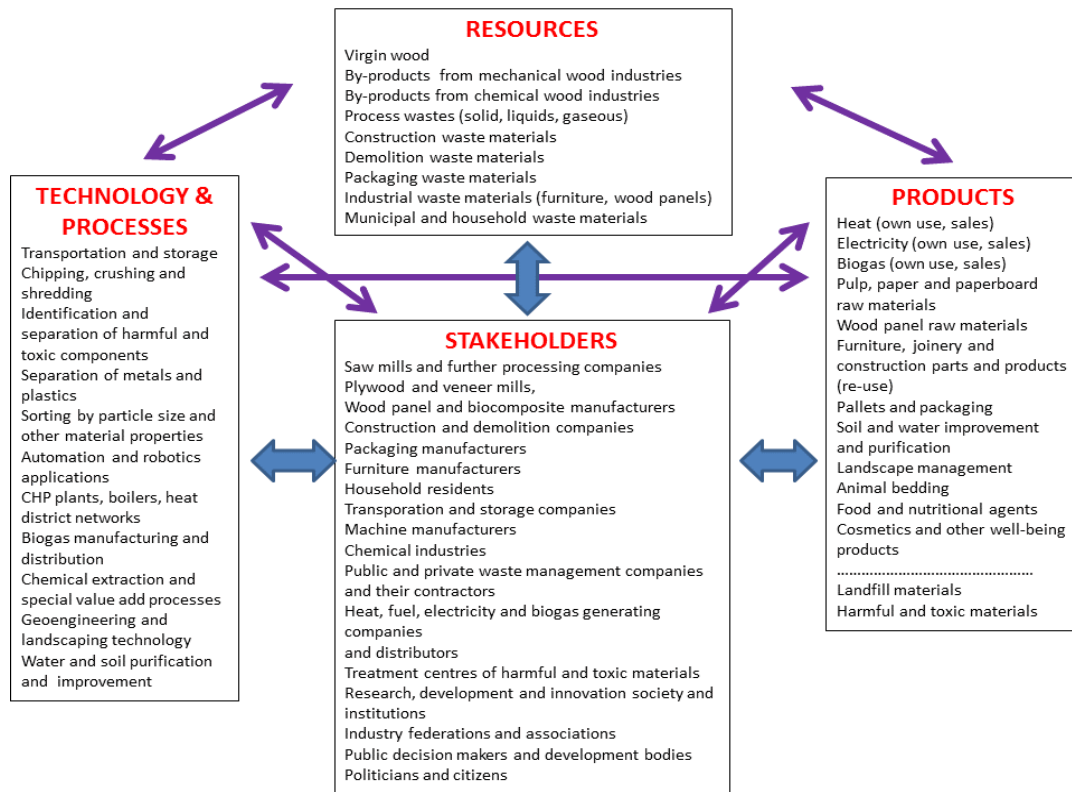 RESOURCES
Virgin wood
By-products from mechanical wood industries
By-products from chemical wood industries
Process wastes (solid, liquids, gaseous)
Construction waste materials
Demolition waste materials
Packaging waste materials
Industrial waste materials (furniture, wood panels)
Municipal and household waste materials
TECHNOLOGY &
PROCESSES
Transportation and storage
Chipping, crushing and
shredding
Identification and
separation of harmful and
toxic components
Separation of metals and
plastics
Sorting by particle size and
other material properties
Automation and robotics
applications
CHP plants, boilers, heat
district networks
Biogas manufacturing and
distribution
Chemical extraction and
special value add processes
Geoengineering and
landscaping technology
Water and soil purification
and improvement
STAKEHOLDERS
Saw mills and further processing companies
Plywood and veneer mills,
Wood panel and biocomposite manufacturers
Construction and demolition companies
Packaging manufacturers
Furniture manufacturers
Household residents
Transporation and storage companies
Machine manufacturers
Chemical industries
Public and private waste management companies
and their contractors
Heat, fuel, electricity and biogas generating
companies
and distributors
Treatment centres of harmful and toxic materials
Research, development and innovation society and
institutions
Industry federations and associations
Public decision makers and development bodies
Politicians and citizens
PRODUCTS
Heat (own use, sales)
Electricity (own use, sales)
Biogas (own use, sales)
Pulp, paper and paperboard
raw materials
Wood panel raw materials
Furniture, joinery and
construction parts and products
(re-use)
Pallets and packaging
Soil and water improvement
and purification
Landscape management
Animal bedding
Food and nutritional agents
Cosmetics and other well-being
products
................................................
Landfill materials
Harmful and toxic materials